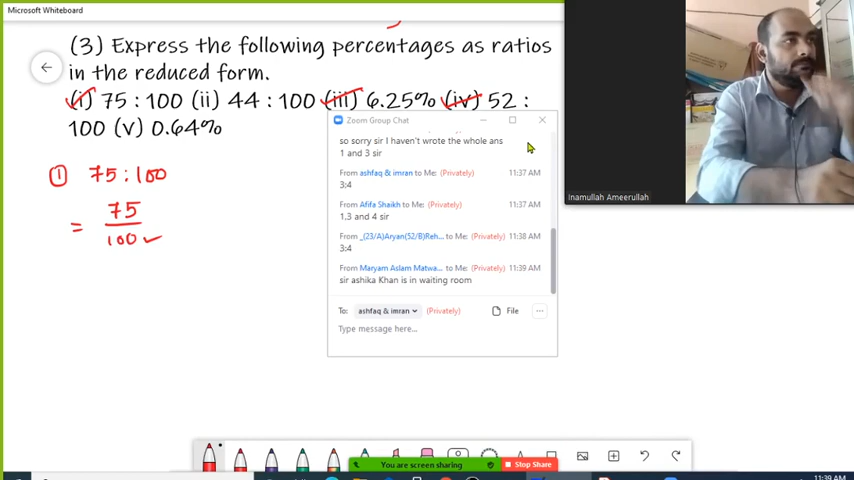 Microsoft Whiteboard
(3) Express the following percentages as ratios
in the reduced form.
(i) 75 : 100 (ii) 44 : 100 (iii) 6.25% (iv) 52 :
100 (v) 0.64%
1 75:100
= 75
100
Zoom Group Chat
so sorry sir I haven't wrote the whole ans
1 and 3 sir
From ashfaq & imran to Me: (Privately) 11:37 AM
3:4
From Afifa Shaikh to Me: (Privately) 11:37 AM
1,3 and 4 sir
From _(23/A)Aryan(52/B)Reh... to Me: (Privately) 11:38 AM
3:4
From Maryam Aslam Matwa... to Me: (Privately) 11:39 AM
sir ashika Khan is in waiting room
To: ashfaq & imran (Privately) File
Type message here...
Inamullah Ameerullah
You are screen sharing Stop Share
11:39 AM